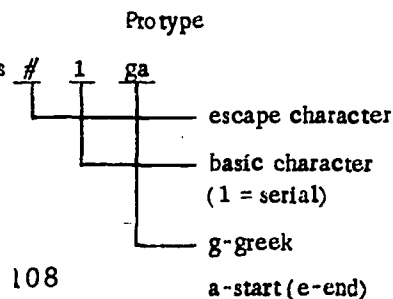 Protype
s # 1 ga
escape character
basic character
(1 = serial)
g-greek
108
a-start (e-end)